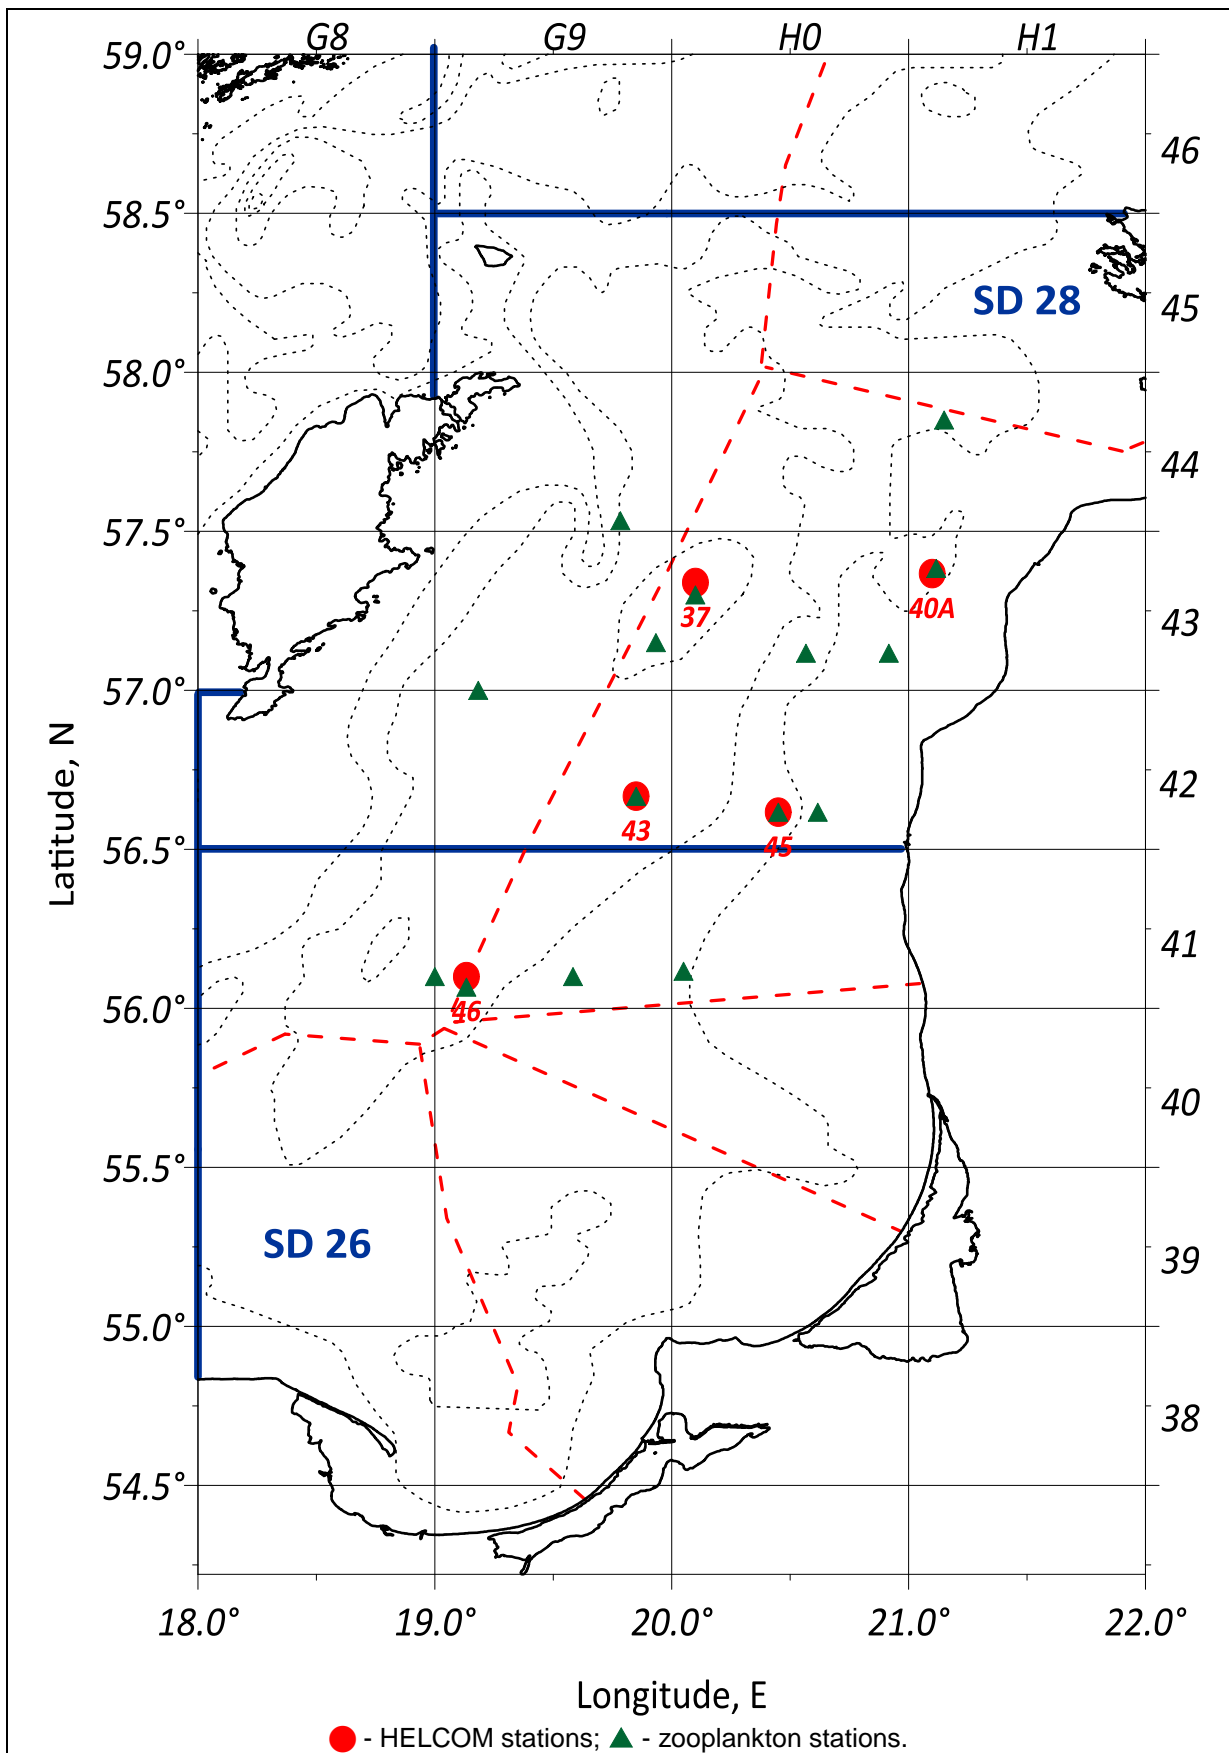 G8 G9 H0 H1
59.0°
46
58.5°
SD 28 45
58.0°
44
57.5°
37 40A 43
57.0°
42
43 45
56.5°
41
56.0° 46
40
55.5°
SD 26 39
55.0°
38
54.5°
18.0° 19.0° 20.0° 21.0° 22.0°
Latitude, N
Longitude, E
- HELCOM stations; - zooplankton stations.